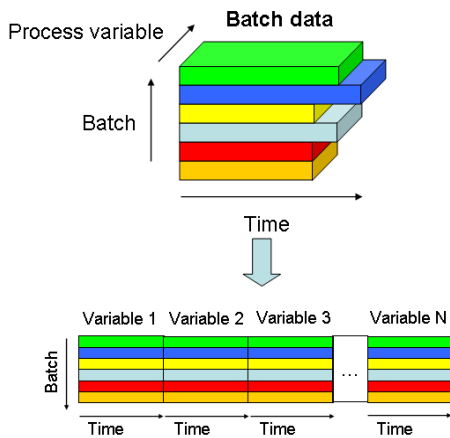 Batch data
Process variable
Batch
Time
Variable 1 Variable 2 Variable 3 Variable N
Batch
...
Time Time Time Time